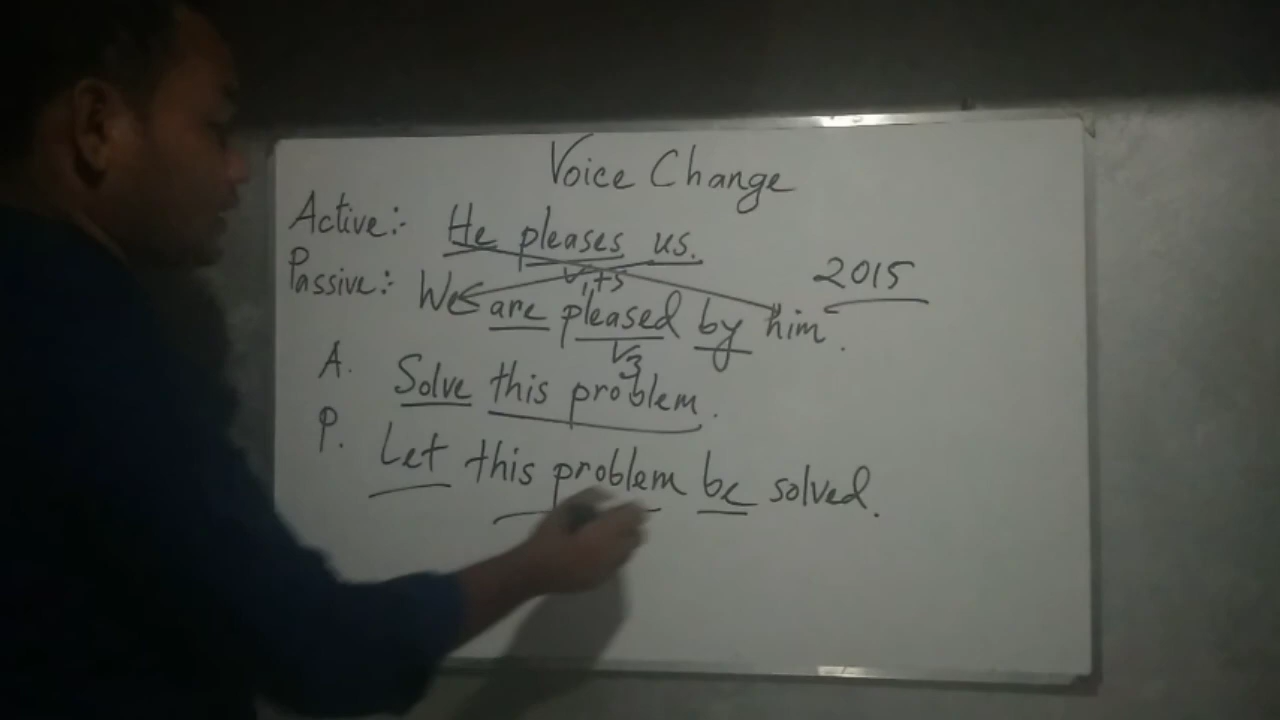 Voice Change
Active:- He pleases us.
V1+s
2015
Passive:- We are pleased by him.
V3
A. Solve this problem.
P. Let this problem be solved.